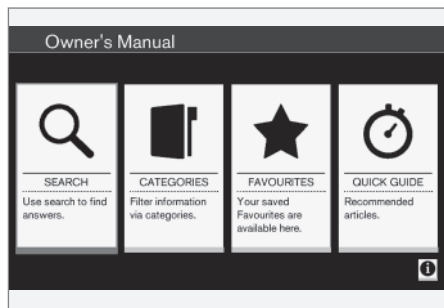 Owner's Manual
SEARCH
Use search to find
answers.
CATEGORIES
Filter information
via categories.
FAVOURITES
Your saved
Favourites are
available here.
QUICK GUIDE
Recommended
articles.